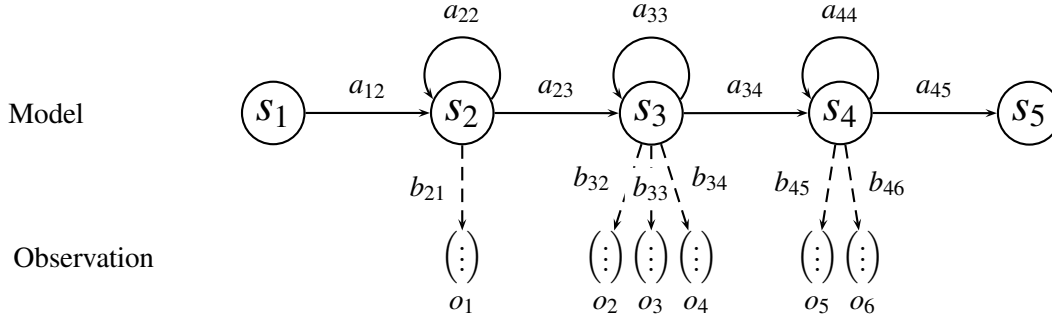 a₂₂ a₃₃ a₄₄
Model s₁ a₁₂ s₂ a₂₃ s₃ a₃₄ s₄ a₄₅ s₅
b₂₁ b₃₂ b₃₃ b₃₄ b₄₅ b₄₆
Observation (⋮) (⋮) (⋮) (⋮) (⋮) (⋮)
o₁ o₂ o₃ o₄ o₅ o₆